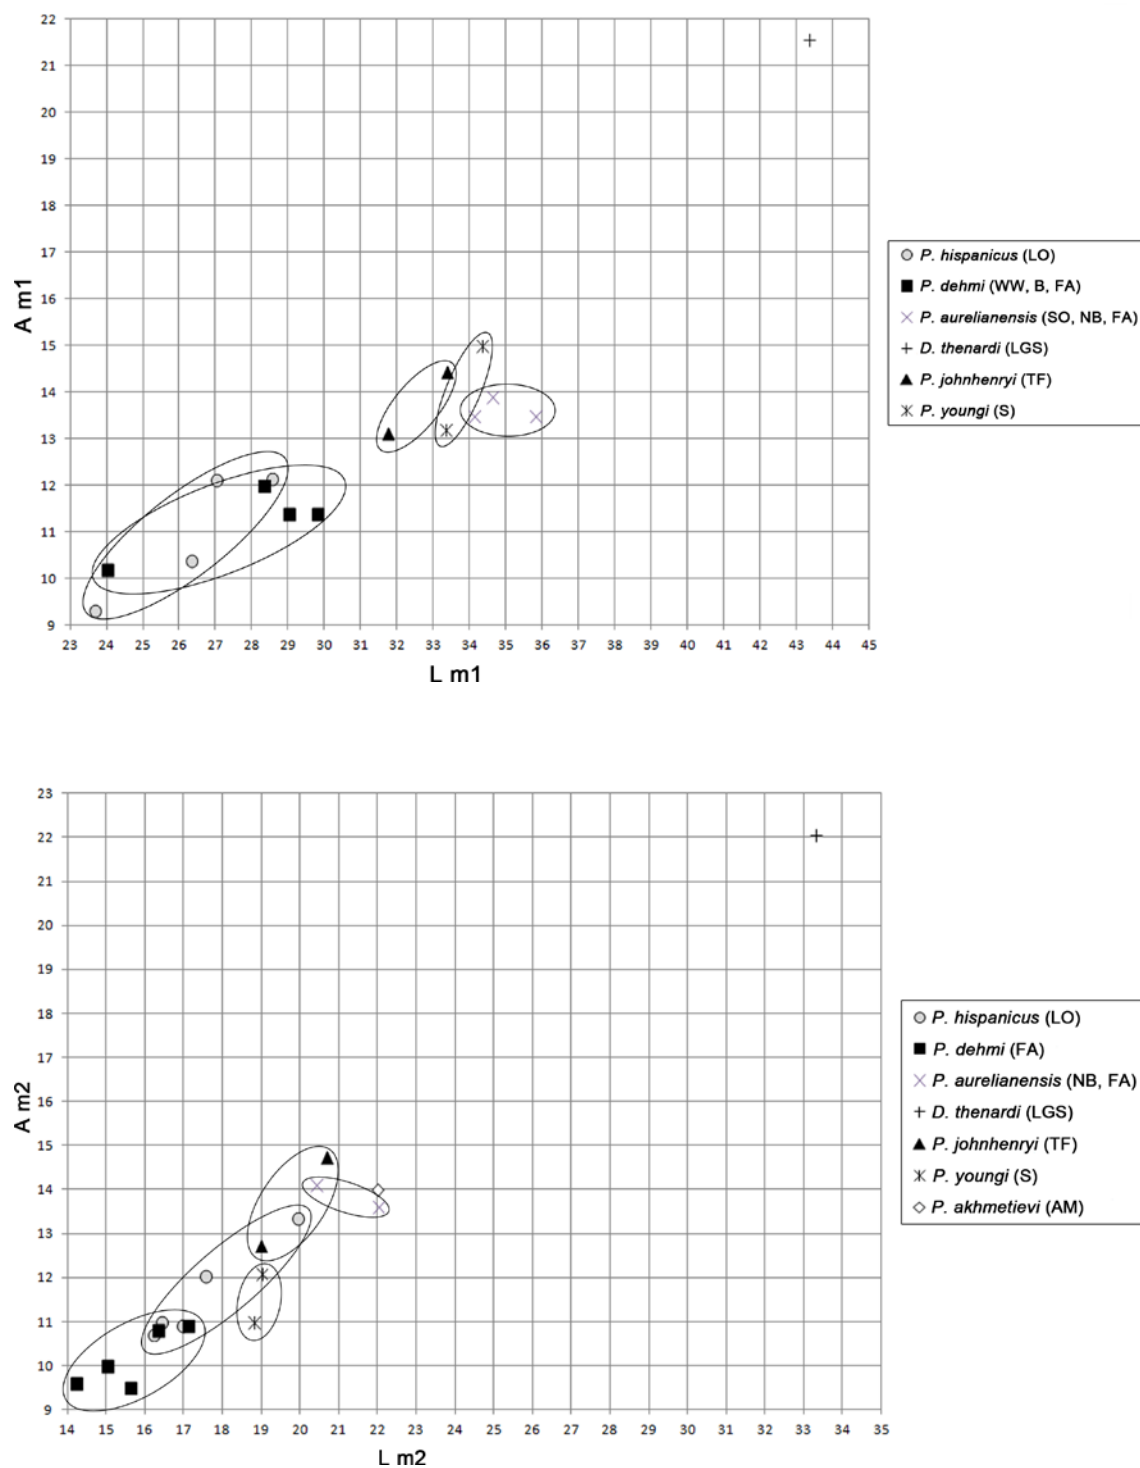 22
21
20
19
18
17
16
15
14
13
12
11
10
9
A m1
23 24 25 26 27 28 29 30 31 32 33 34 35 36 37 38 39 40 41 42 43 44 45
L m1
P. hispanicus (LO)
P. dehmi (WW, B, FA)
P. aurelianensis (SO, NB, FA)
D. thenardi (LGS)
P. johnhenryi (TF)
P. youngi (S)
23
22
21
20
19
18
17
16
15
14
13
12
11
10
9
A m2
14 15 16 17 18 19 20 21 22 23 24 25 26 27 28 29 30 31 32 33 34 35
L m2
P. hispanicus (LO)
P. dehmi (FA)
P. aurelianensis (NB, FA)
D. thenardi (LGS)
P. johnhenryi (TF)
P. youngi (S)
P. akhmetievi (AM)